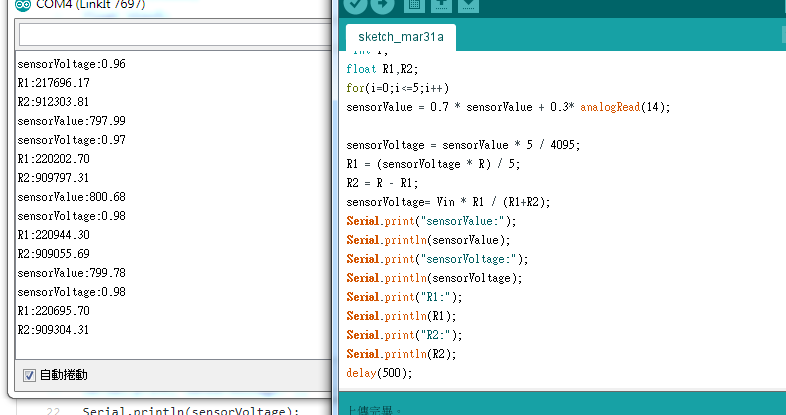 COM4 (LinkIt 7697)
sensorVoltage:0.96
R1:217696.17
R2:912303.81
sensorValue:797.99
sensorVoltage:0.97
R1:220202.70
R2:909797.31
sensorValue:800.68
sensorVoltage:0.98
R1:220944.30
R2:909055.69
sensorValue:799.78
sensorVoltage:0.98
R1:220695.70
R2:909304.31
自動捲動
22 Serial.println(sensorVoltage);
sketch_mar31a
int i;
float R1,R2;
for(i=0;i<=5;i++)
sensorValue = 0.7 * sensorValue + 0.3* analogRead(14);
sensorVoltage = sensorValue * 5 / 4095;
R1 = (sensorVoltage * R) / 5;
R2 = R - R1;
sensorVoltage= Vin * R1 / (R1+R2);
Serial.print("sensorValue:");
Serial.println(sensorValue);
Serial.print("sensorVoltage:");
Serial.println(sensorVoltage);
Serial.print("R1:");
Serial.println(R1);
Serial.print("R2:");
Serial.println(R2);
delay(500);
上傳完畢。